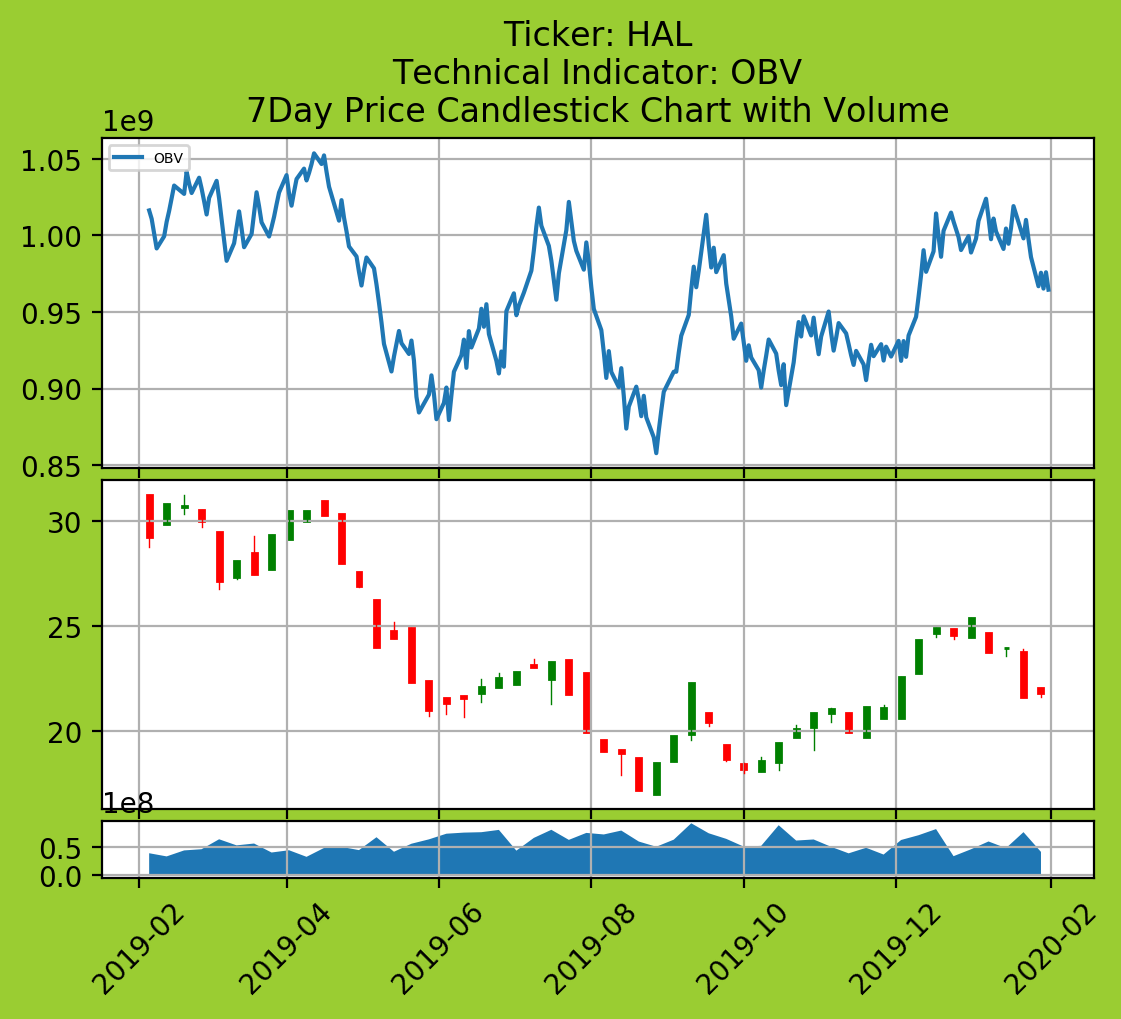 Ticker: HAL
Technical Indicator: OBV
7Day Price Candlestick Chart with Volume
1e9
OBV
1.05
1.00
0.95
0.90
0.85
30
25
20
1e8
0.5
0.0
2019-02
2019-04
2019-06
2019-08
2019-10
2019-12
2020-02